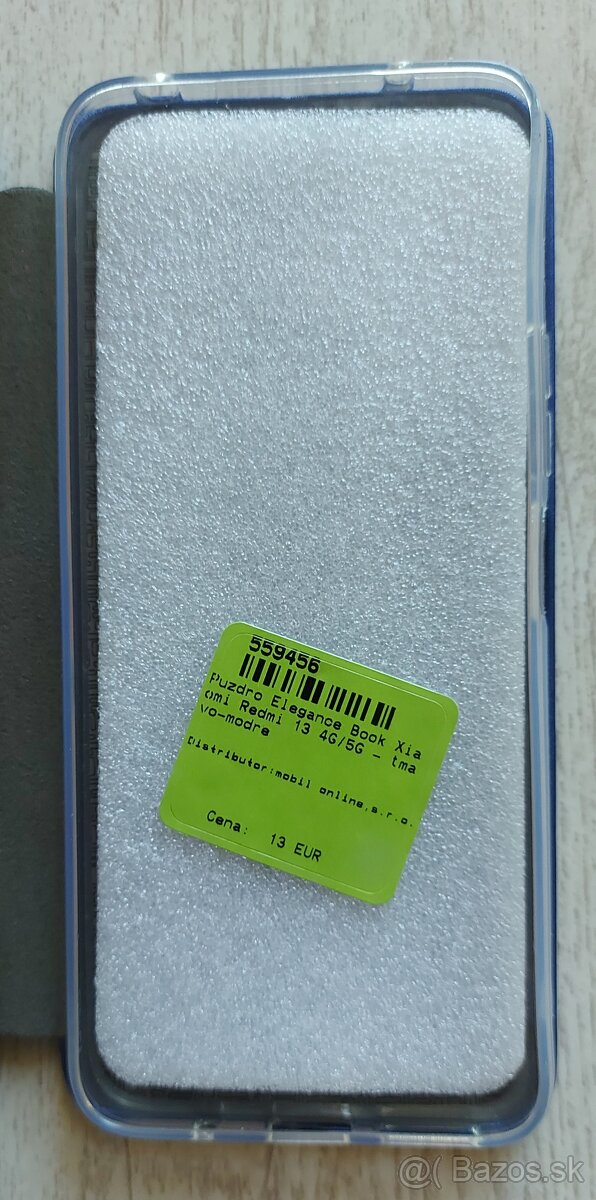 559456
Puzdro Elegance Book Xia
omi Redmi 13 4G/5G - tma
vo-modre
Distributor:mobil online,s.r.o.
Cena: 13 EUR
@( Bazos.sk